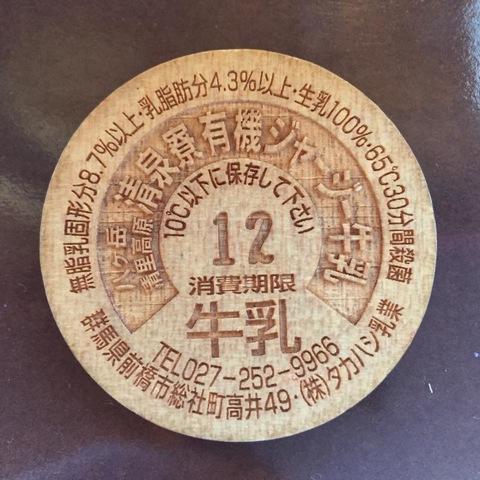 無脂乳固形分8.7%以上・乳脂肪分4.3%以上・生乳100%・65℃30分間殺菌
八ヶ岳
清里高原
清泉寮有機ジャージー牛乳
10℃以下に保存して下さい
12
消費期限
牛乳
TEL027-252-9966
群馬県前橋市総社町高井49・(株)タカハシ乳業